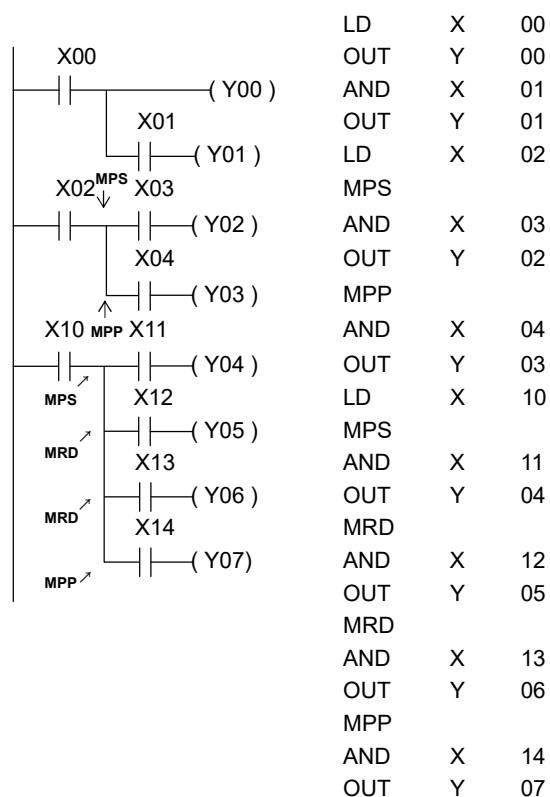 X00
( Y00 )
X01
( Y01 )
X02 MPS X03
( Y02 )
X04
( Y03 )
X10 MPP X11
( Y04 )
MPS X12
( Y05 )
MRD X13
( Y06 )
MRD X14
( Y07)
MPP
LD X 00
OUT Y 00
AND X 01
OUT Y 01
LD X 02
MPS
AND X 03
OUT Y 02
MPP
AND X 04
OUT Y 03
LD X 10
MPS
AND X 11
OUT Y 04
MRD
AND X 12
OUT Y 05
MRD
AND X 13
OUT Y 06
MPP
AND X 14
OUT Y 07